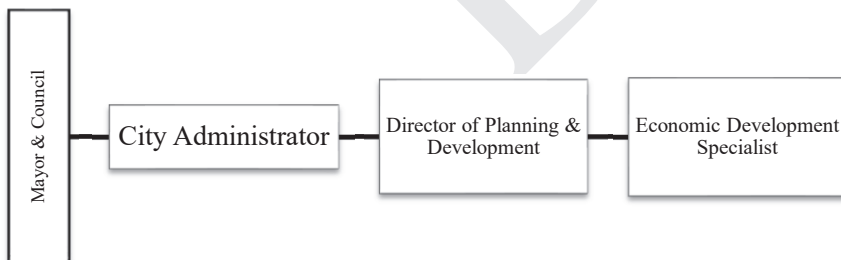 Mayor & Council
City Administrator
Director of Planning &
Development
Economic Development
Specialist